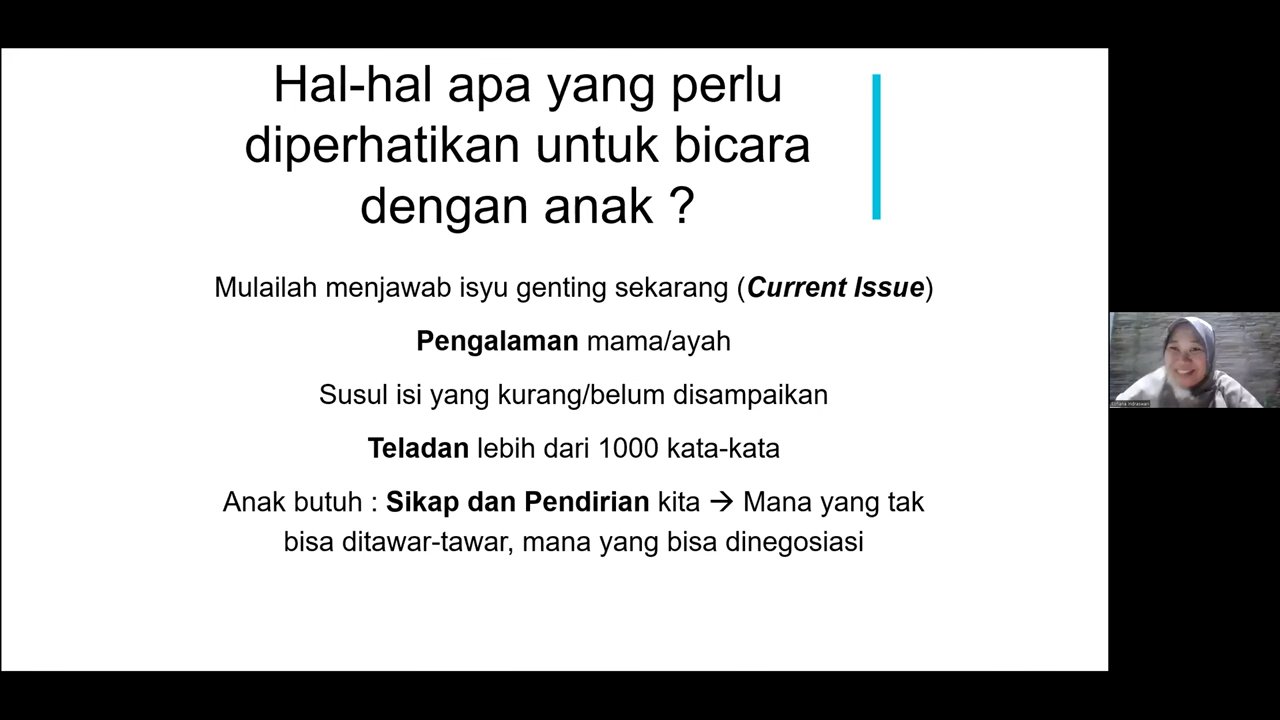 Hal-hal apa yang perlu
diperhatikan untuk bicara
dengan anak ?
Mulailah menjawab isyu genting sekarang (Current Issue)
Pengalaman mama/ayah
Susul isi yang kurang/belum disampaikan
Teladan lebih dari 1000 kata-kata
Anak butuh : Sikap dan Pendirian kita → Mana yang tak
bisa ditawar-tawar, mana yang bisa dinegosiasi